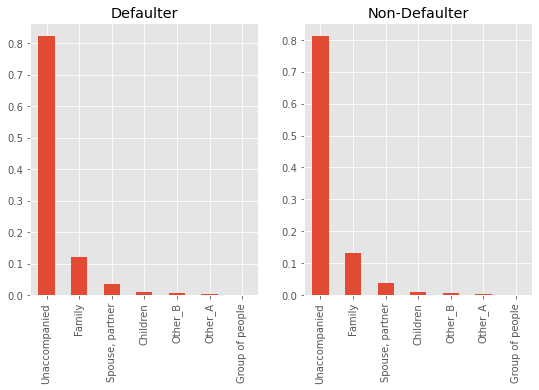 Defaulter
0.8
0.7
0.6
0.5
0.4
0.3
0.2
0.1
0.0
Unaccompanied
Family
Spouse, partner
Children
Other_B
Other_A
Group of people
Non-Defaulter
0.8
0.7
0.6
0.5
0.4
0.3
0.2
0.1
0.0
Unaccompanied
Family
Spouse, partner
Children
Other_B
Other_A
Group of people